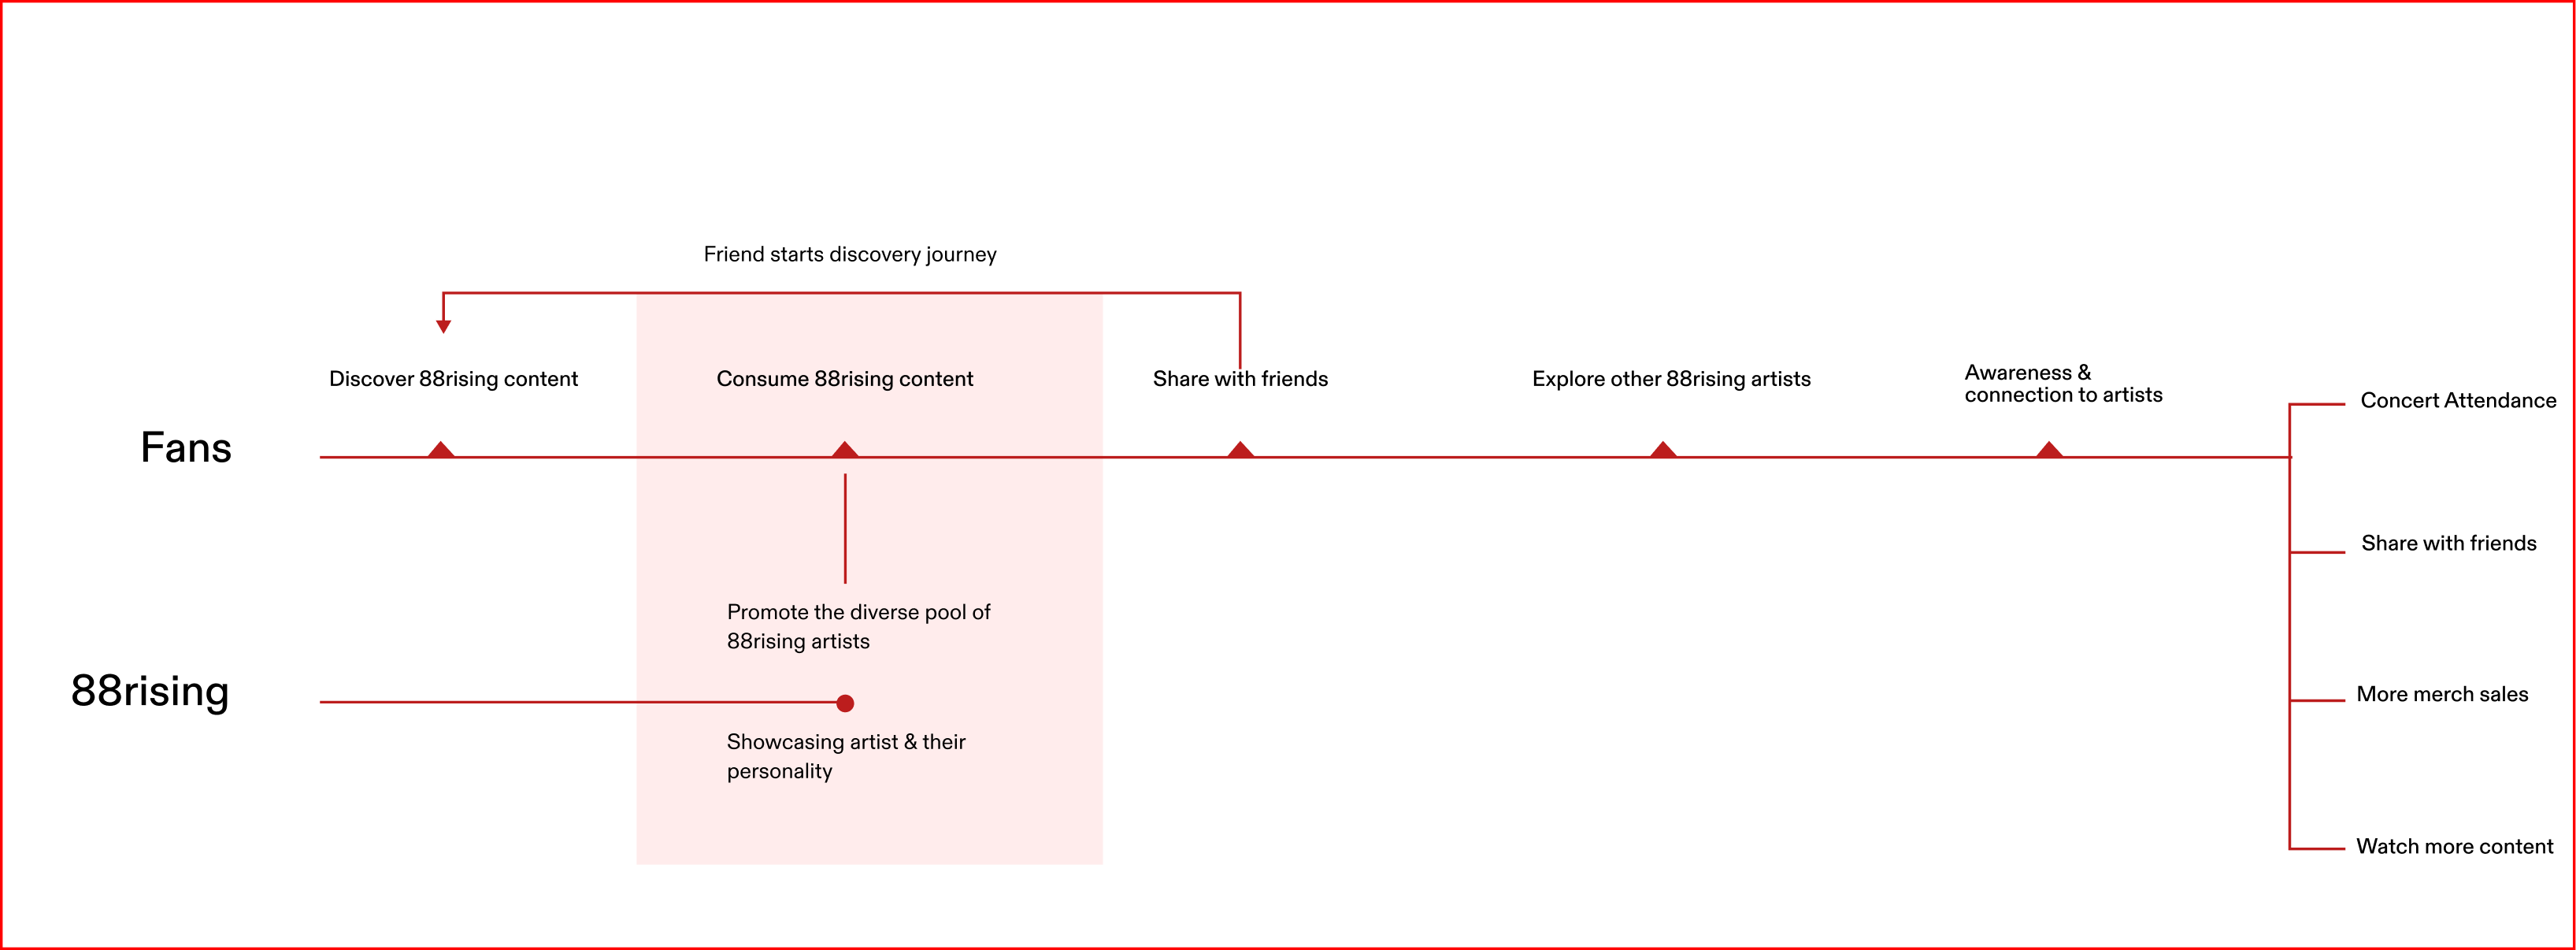 Friend starts discovery journey
Discover 88rising content
Consume 88rising content
Share with friends
Explore other 88rising artists
Awareness &
connection to artists
Concert Attendance
Fans
Share with friends
Promote the diverse pool of
88rising artists
88rising
More merch sales
Showcasing artist & their
personality
Watch more content